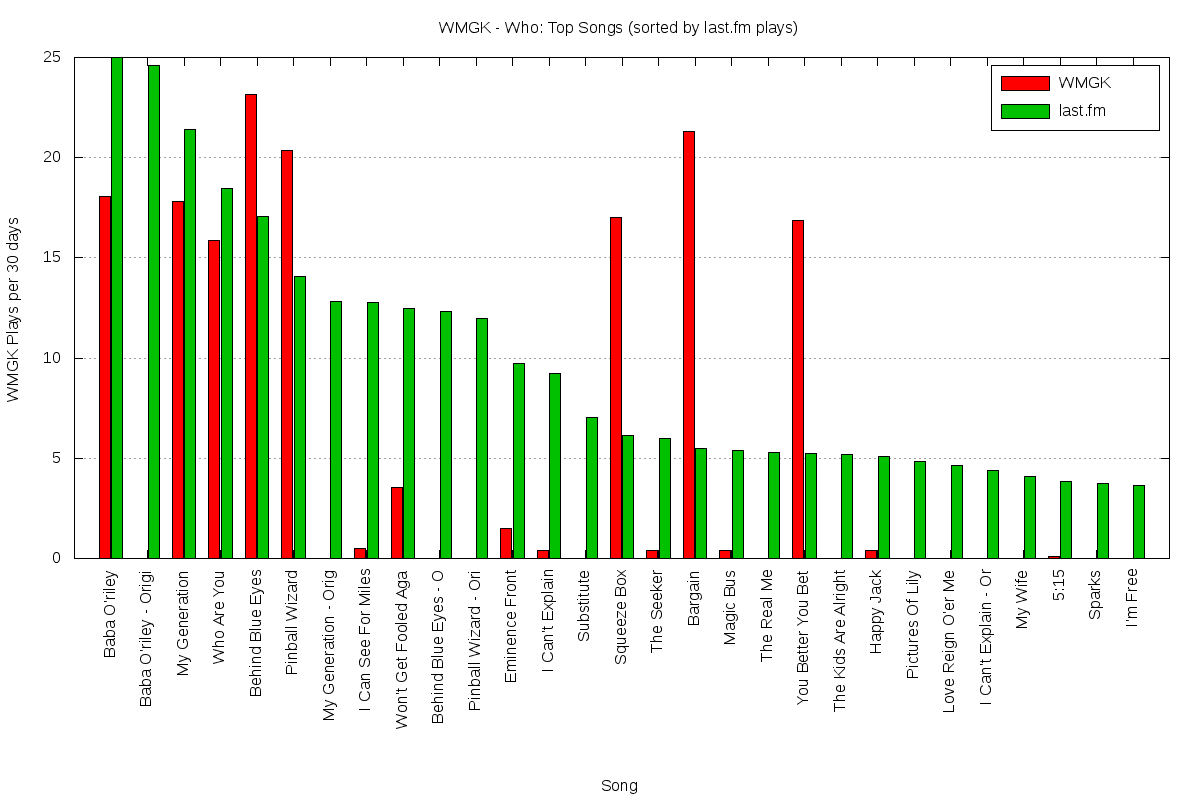 WMGK - Who: Top Songs (sorted by last.fm plays)
WMGK
last.fm
WMGK Plays per 30 days
25
20
15
10
5
0
Baba O'riley
Baba O'riley - Origi
My Generation
Who Are You
Behind Blue Eyes
Pinball Wizard
My Generation - Orig
I Can See For Miles
Won't Get Fooled Aga
Behind Blue Eyes - O
Pinball Wizard - Ori
Eminence Front
I Can't Explain
Substitute
Squeeze Box
The Seeker
Bargain
Magic Bus
The Real Me
You Better You Bet
The Kids Are Alright
Happy Jack
Pictures Of Lily
Love Reign O'er Me
I Can't Explain - Or
My Wife
5:15
Sparks
I'm Free
Song